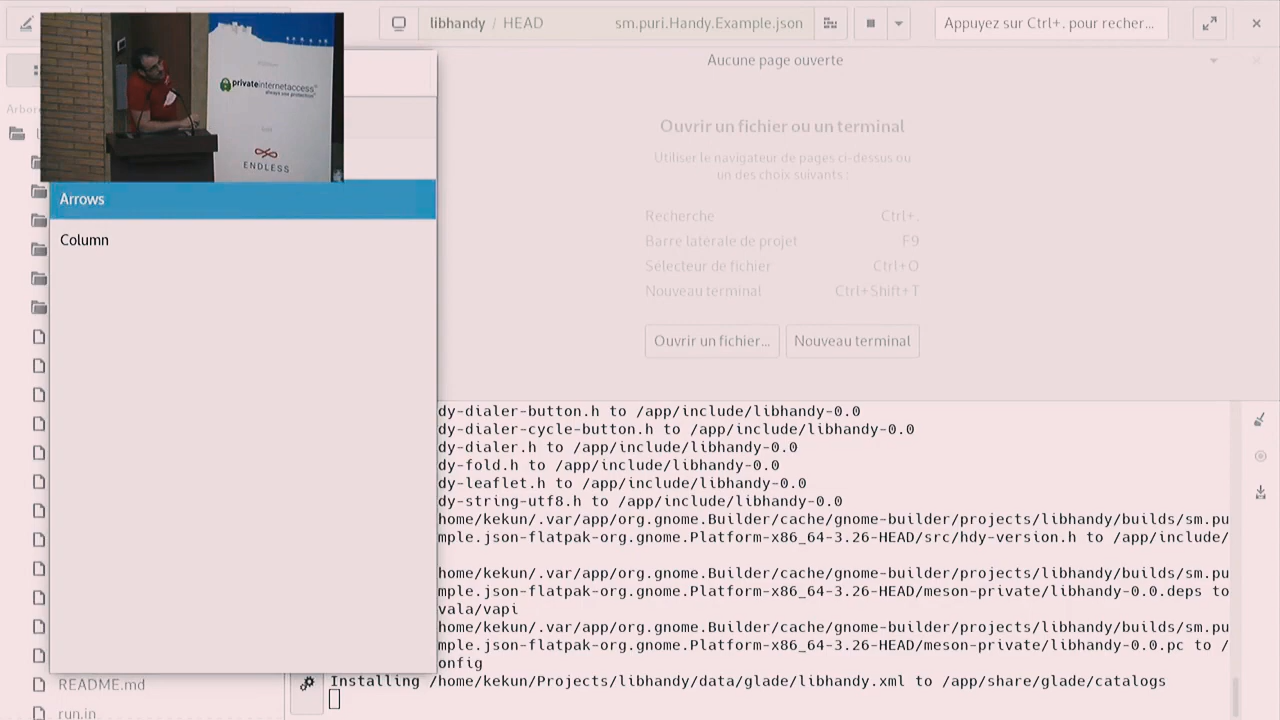 libhandy / HEAD
sm.puri.Handy.Example.json
Appuyez sur Ctrl+. pour recher...
Aucune page ouverte
privateinternetaccess
always use protection
ENDLESS
Arbor
Arrows
Column
Ouvrir un fichier ou un terminal
Utiliser le navigateur de pages ci-dessus ou
un des choix suivants :
Recherche Ctrl+.
Barre latérale de projet F9
Sélecteur de fichier Ctrl+O
Nouveau terminal Ctrl+Shift+T
Ouvrir un fichier...
Nouveau terminal
dy-dialer-button.h to /app/include/libhandy-0.0
dy-dialer-cycle-button.h to /app/include/libhandy-0.0
dy-dialer.h to /app/include/libhandy-0.0
dy-fold.h to /app/include/libhandy-0.0
dy-leaflet.h to /app/include/libhandy-0.0
dy-string-utf8.h to /app/include/libhandy-0.0
home/kekun/.var/app/org.gnome.Builder/cache/gnome-builder/projects/libhandy/builds/sm.pu
mple.json-flatpak-org.gnome.Platform-x86_64-3.26-HEAD/src/hdy-version.h to /app/include/
home/kekun/.var/app/org.gnome.Builder/cache/gnome-builder/projects/libhandy/builds/sm.pu
mple.json-flatpak-org.gnome.Platform-x86_64-3.26-HEAD/meson-private/libhandy-0.0.deps to
vala/vapi
home/kekun/.var/app/org.gnome.Builder/cache/gnome-builder/projects/libhandy/builds/sm.pu
mple.json-flatpak-org.gnome.Platform-x86_64-3.26-HEAD/meson-private/libhandy-0.0.pc to /
onfig
Installing /home/kekun/Projects/libhandy/data/glade/libhandy.xml to /app/share/glade/catalogs
README.md
run.in